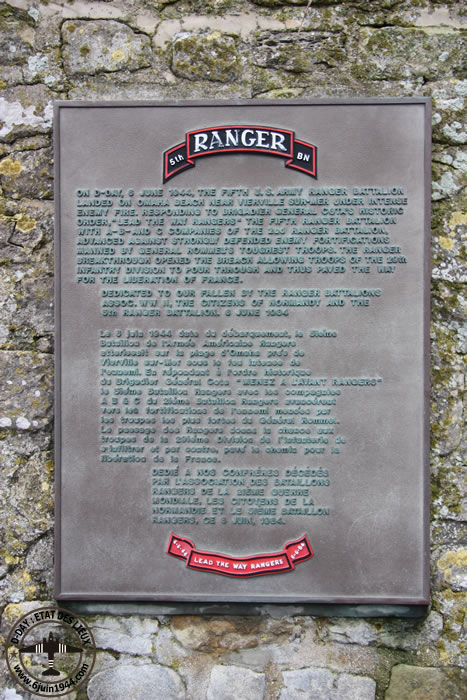 RANGER
5th BN
ON D-DAY, 6 JUNE 1944, THE FIFTH U.S. ARMY RANGER BATTALION
LANDED ON OMAHA BEACH NEAR VIERVILLE SUR-MER UNDER INTENSE
ENEMY FIRE. RESPONDING TO BRIGADIER GENERAL COTA'S HISTORIC
ORDER, "LEAD THE WAY RANGERS" THE FIFTH RANGER BATTALION
WITH A-B- AND C COMPANIES OF THE 2nd RANGER BATTALION,
ADVANCED AGAINST STRONGLY DEFENDED ENEMY FORTIFICATIONS
MANNED BY GENERAL ROMMEL'S TOUGHEST TROOPS. THE RANGER
BREAKTHROUGH OPENED THE BREACH ALLOWING TROOPS OF THE 29th
INFANTRY DIVISION TO POUR THROUGH AND THUS PAVED THE WAY
FOR THE LIBERATION OF FRANCE.
DEDICATED TO OUR FALLEN BY THE RANGER BATTALIONS
ASSOC. WW II, THE CITIZENS OF NORMANDY AND THE
5th RANGER BATTALION. 6 JUNE 1984
Le 6 juin 1944 date du débarquement, le 5ième
Bataillon de l'Armée Américaine Rangers
atterissait sur la plage d'Omaha près de
Vierville sur-Mer sous le feu intense de
l'ennemi. En répondant à l'ordre historique
du Brigadier Général Cota "MENEZ A L'AVANT RANGERS"
le 5ième Bataillon Rangers avec les compagnies
A B & C du 2ième Bataillon Rangers avancèrent
vers les fortifications de l'ennemi menées par
les troupes les plus fortes du Général Rommel.
Le passage des Rangers donna la chance aux
troupes de la 29ième Division de l'Infanterie de
s'infiltrer et par contre, pavé le chemin pour la
libération de la France.
DEDIÉ A NOS CONFRÈRES DÉCÉDÉS
PAR L'ASSOCIATION DES BATAILLONS
RANGERS DE LA 2IEME GUERRE
MONDIALE, LES CITOYENS DE LA
NORMANDIE ET LE 5IEME BATAILLON
RANGERS, CE 6 JUIN, 1984.
LEAD THE WAY RANGERS
D-DAY : ETAT DES LIEUX
www.6juin1944.com